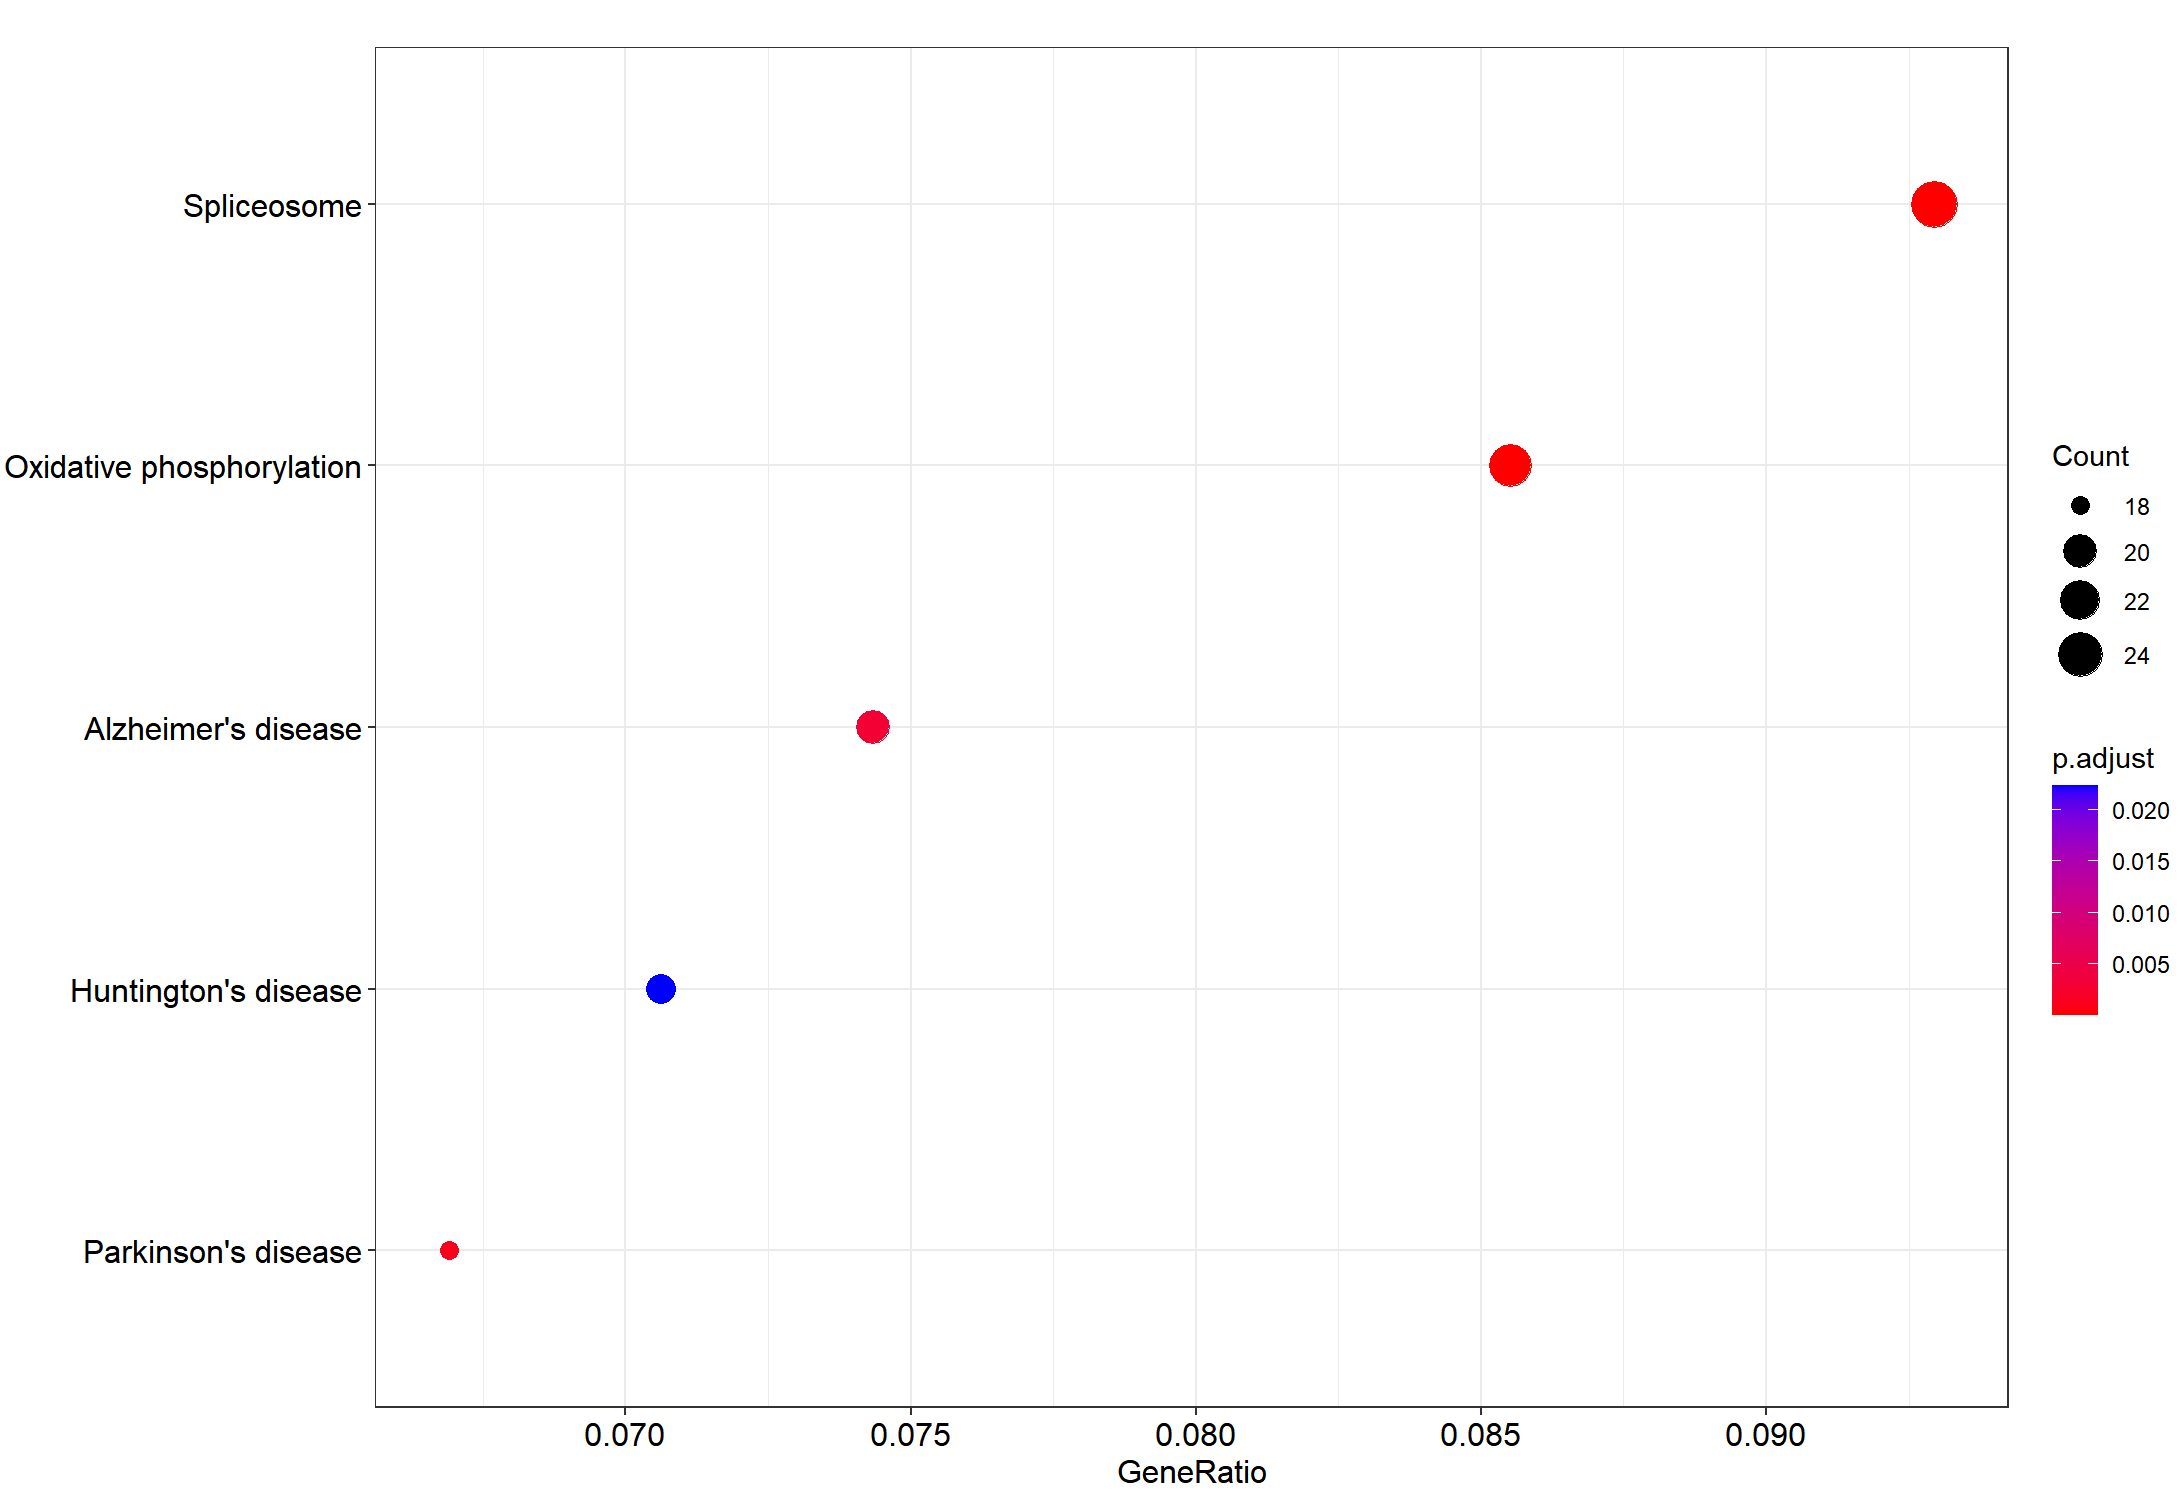 Spliceosome
Oxidative phosphorylation
Alzheimer's disease
Huntington's disease
Parkinson's disease
0.070 0.075 0.080 0.085 0.090
GeneRatio
Count
18
20
22
24
p.adjust
0.020
0.015
0.010
0.005